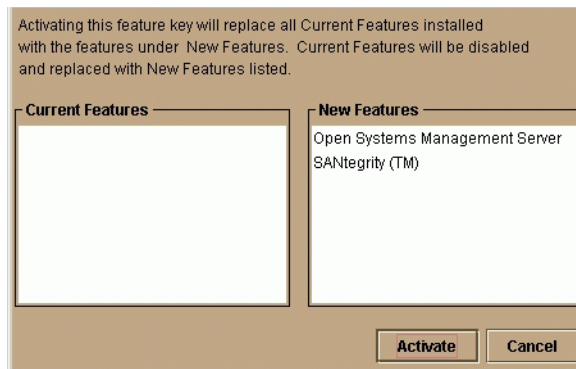 Activating this feature key will replace all Current Features installed
with the features under New Features. Current Features will be disabled
and replaced with New Features listed.
Current Features
New Features
Open Systems Management Server
SANtegrity (TM)
Activate
Cancel